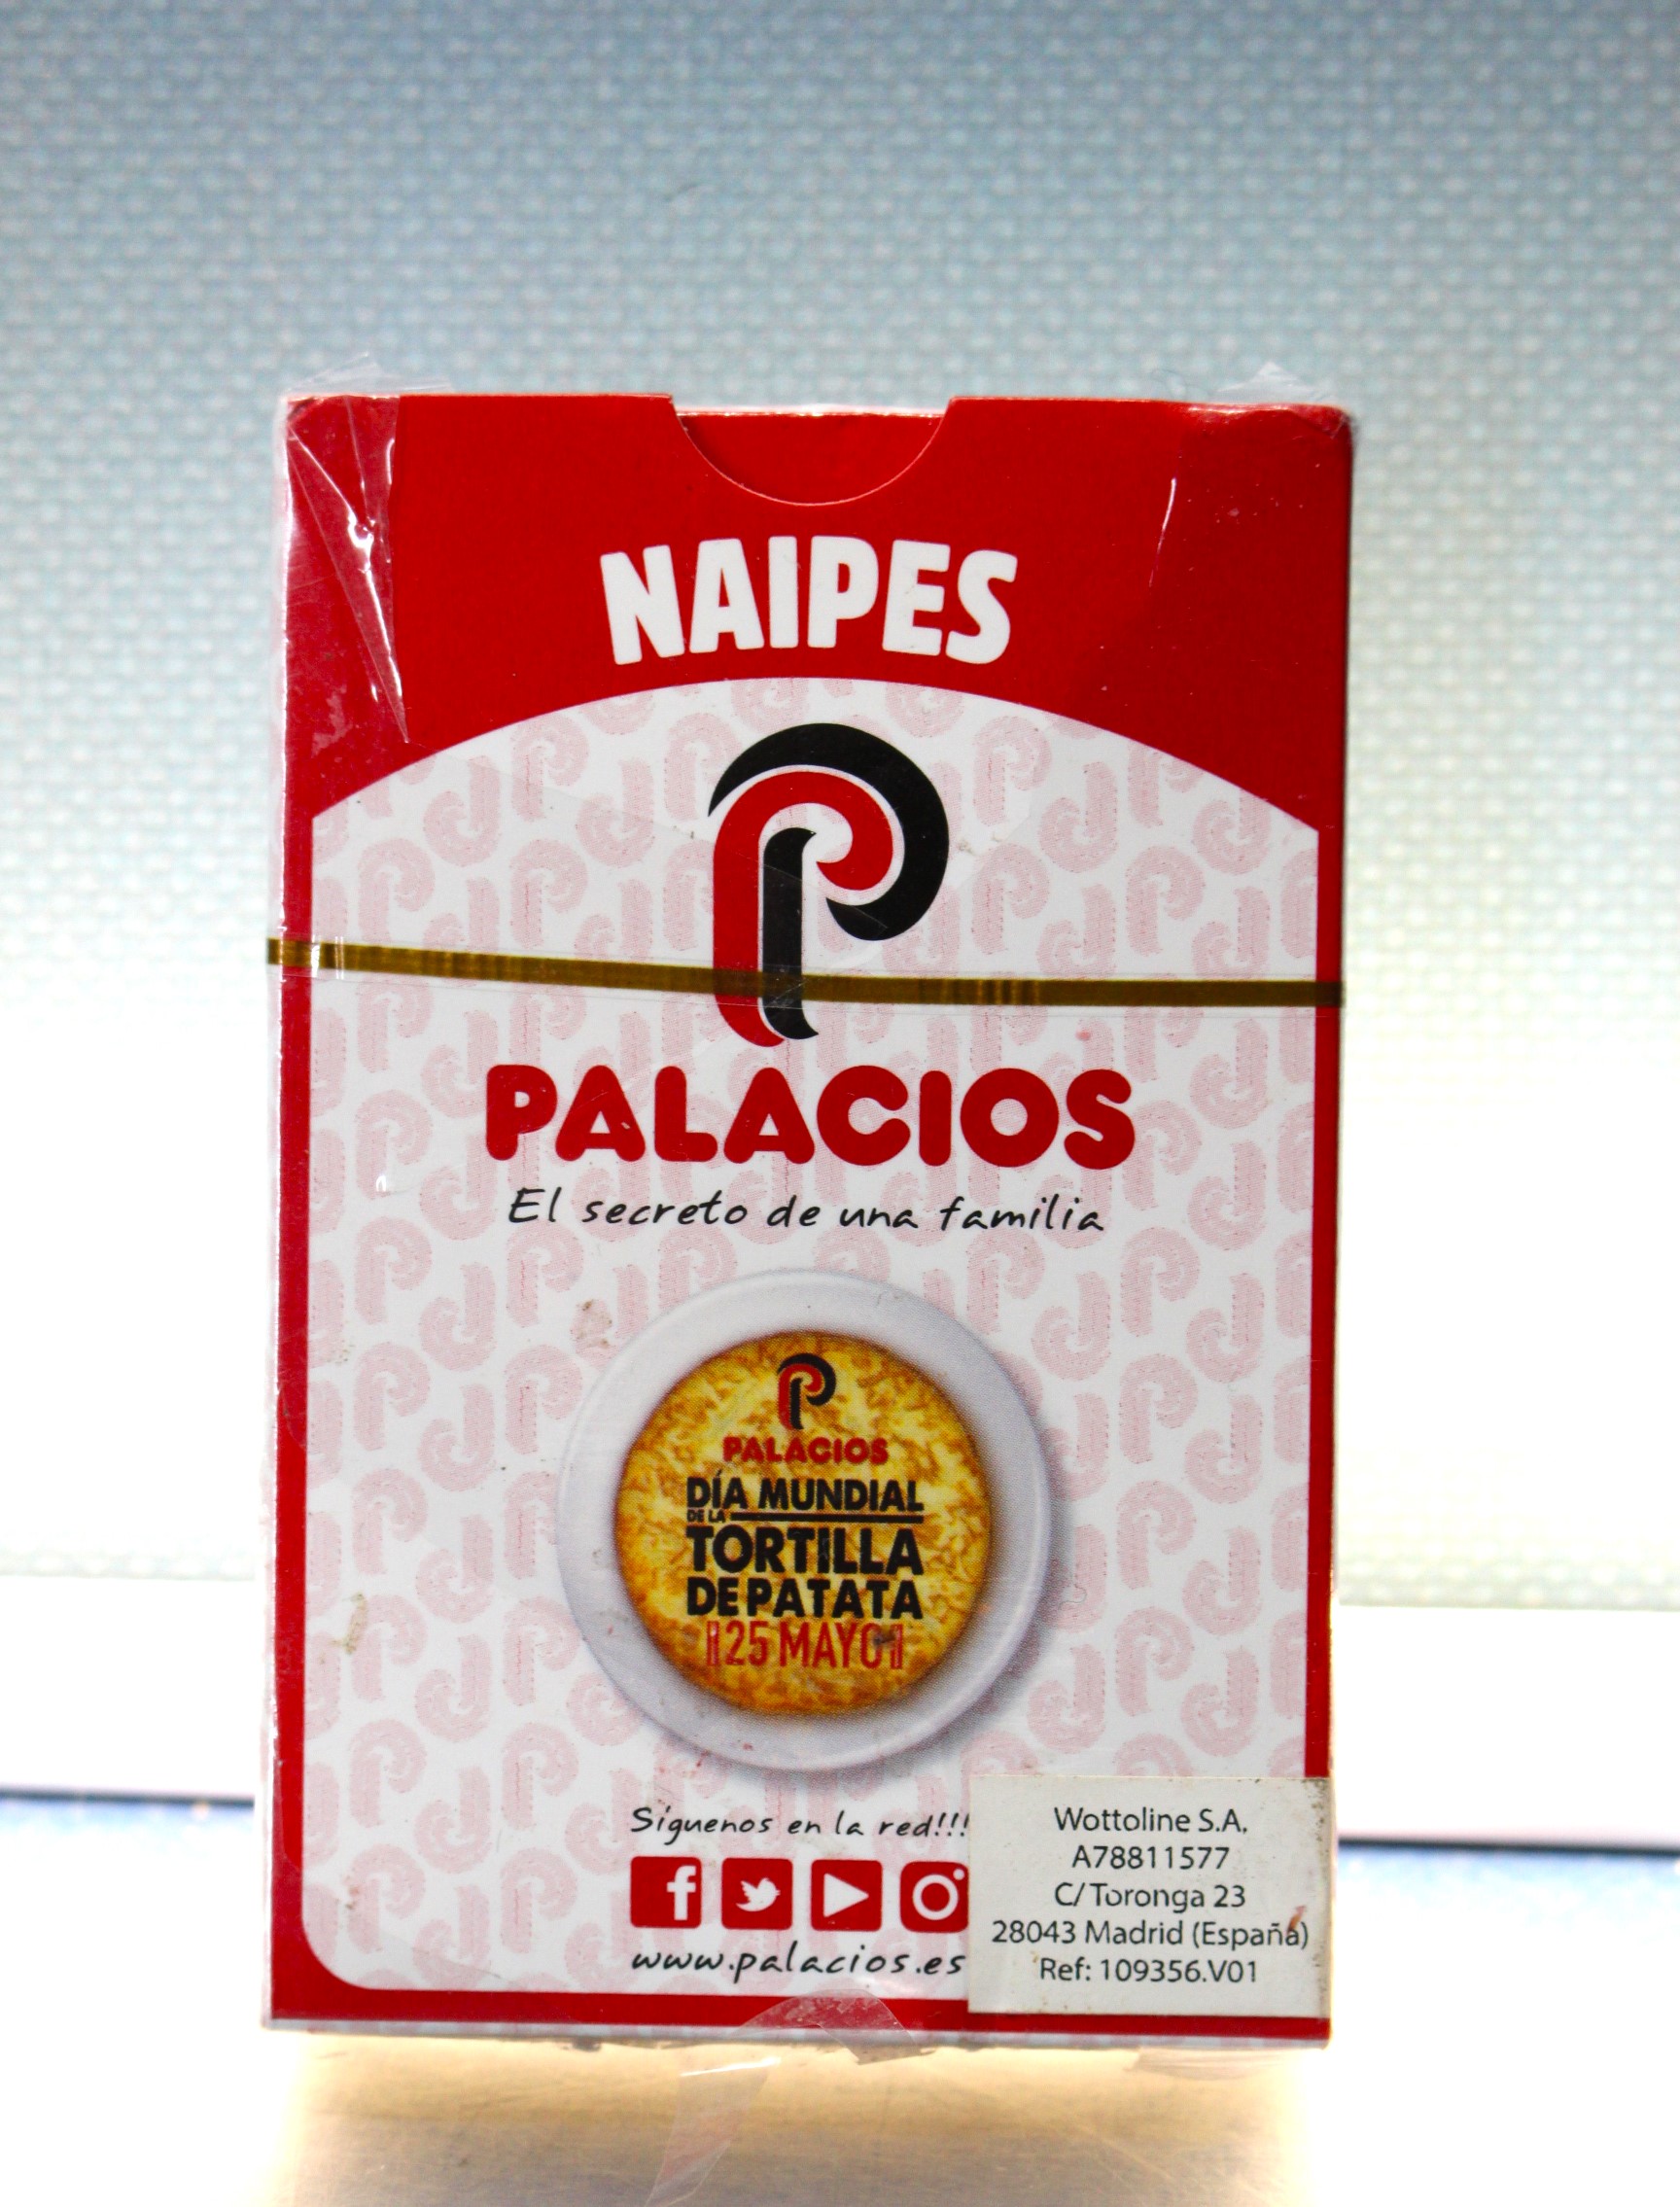 NAIPES
PALACIOS
El secreto de una familia
PALACIOS
DÍA MUNDIAL
DE LA
TORTILLA
DE PATATA
25 MAYO
Síguenos en la red!!!
www.palacios.es
Wottoline S.A.
A78811577
C/ Toronga 23
28043 Madrid (España)
Ref: 109356.V01